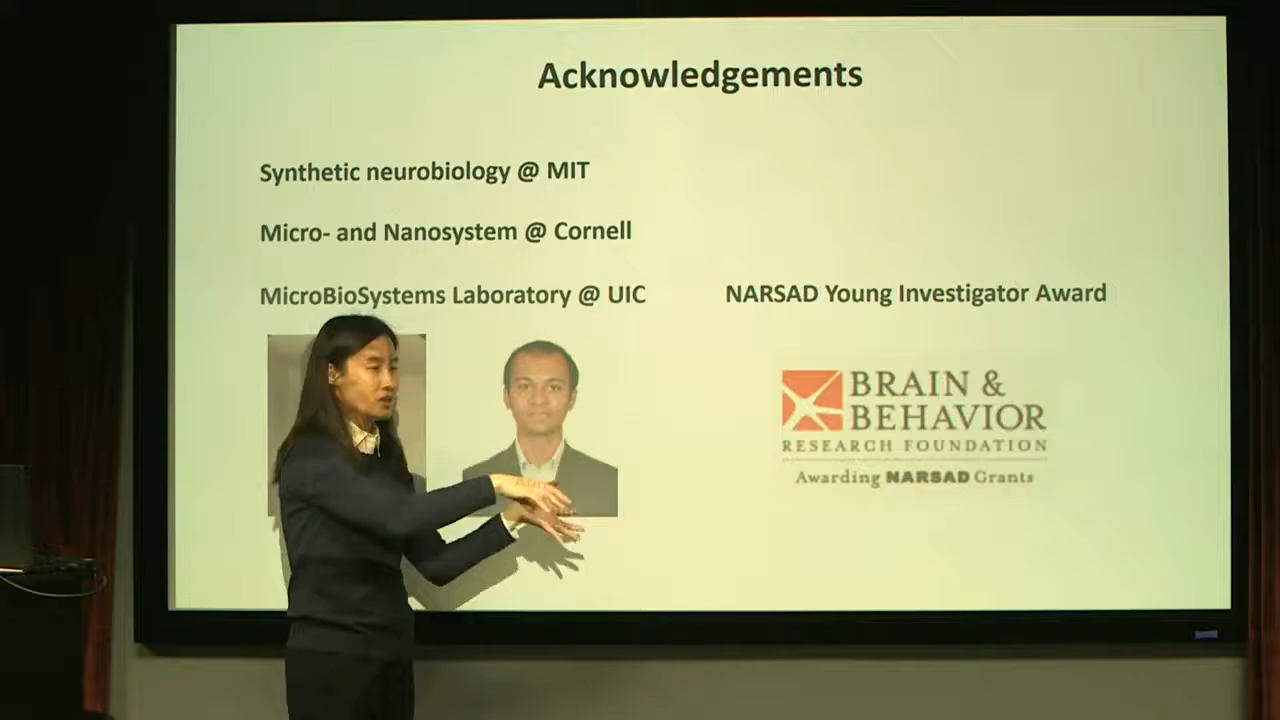 Acknowledgements
Synthetic neurobiology @ MIT
Micro- and Nanosystem @ Cornell
MicroBioSystems Laboratory @ UIC
NARSAD Young Investigator Award
BRAIN &
BEHAVIOR
RESEARCH FOUNDATION
Awarding NARSAD Grants